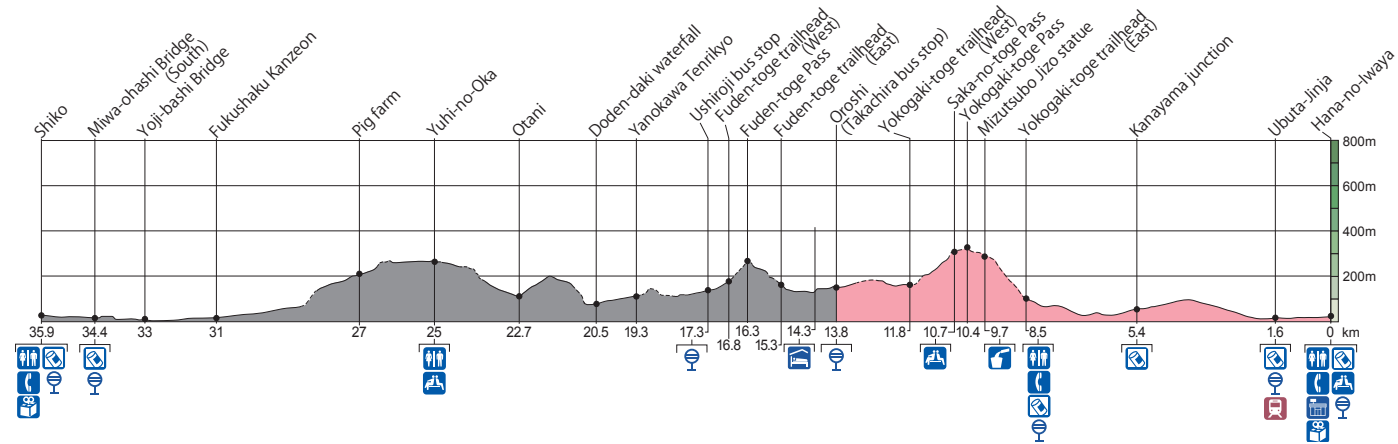 Shiko
Miwa-ohashi Bridge
(South)
Yoji-bashi Bridge
Fukushaku Kanzeon
Pig farm
Yuhi-no-Oka
Otani
Doden-daki waterfall
Yanokawa Tenrikyo
Ushiroji bus stop
Fuden-toge trailhead
(West)
Fuden-toge Pass
Fuden-toge trailhead
(East)
Oroshi
(Takachira bus stop)
Yokogaki-toge trailhead
(West)
Saka-no-toge Pass
Yokogaki-toge Pass
Mizutsubo Jizo statue
Yokogaki-toge trailhead
(East)
Kanayama junction
Ubuta-Jinja
Hana-no-Iwaya
800m
600m
400m
200m
35.9 34.4 33 31 27 25 22.7 20.5 19.3 17.3 16.3 14.3 13.8 11.8 10.7 10.4 9.7 8.5 5.4 1.6 0 km
16.8 15.3